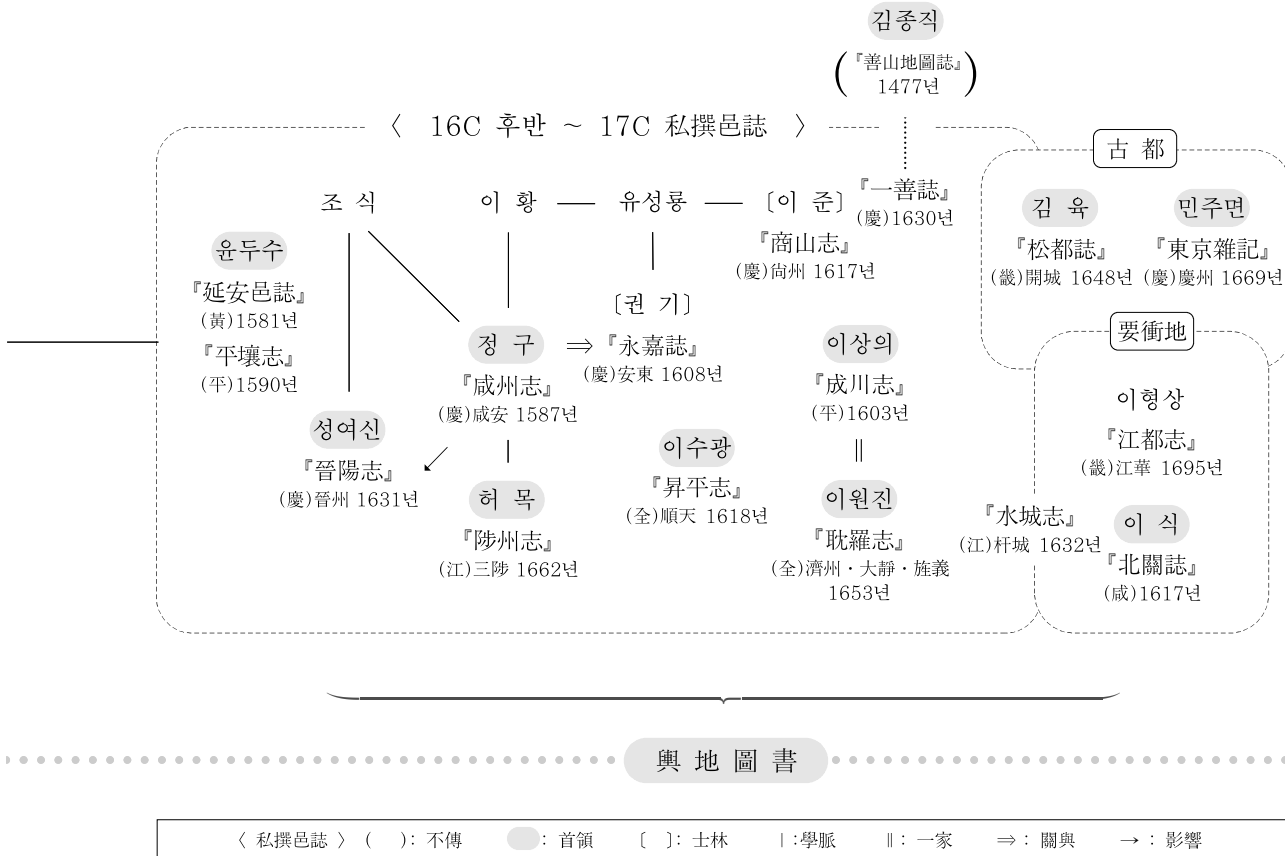 김종직
(『善山地圖誌』
1477년)
〈 16C 후반 ~ 17C 私撰邑誌 〉
古 都
조 식
이 황 — 유성룡 — 〔이 준〕
『商山志』
(慶)尙州 1617년
『一善誌』
(慶)1630년
김 육
『松都誌』
(畿)開城 1648년
민주면
『東京雜記』
(慶)慶州 1669년
윤두수
『延安邑誌』
(黃)1581년
『平壤志』
(平)1590년
〔권 기〕
정 구 ⇒ 『永嘉誌』
(慶)安東 1608년
『咸州志』
(慶)咸安 1587년
이상의
『成川志』
(平)1603년
要衝地
이형상
『江都志』
(畿)江華 1695년
성여신
『晉陽志』
(慶)晉州 1631년
허 목
『陟州志』
(江)三陟 1662년
이수광
『昇平志』
(全)順天 1618년
∥
이원진
『耽羅志』
(全)濟州·大靜·旌義
1653년
『水城志』
(江)杆城 1632년
이 식
『北關誌』
(咸)1617년
輿 地 圖 書
〈 私撰邑誌 〉 ( ): 不傳 : 首領 〔 〕: 士林 |:學脈 ∥: 一家 ⇒: 關與 →: 影響